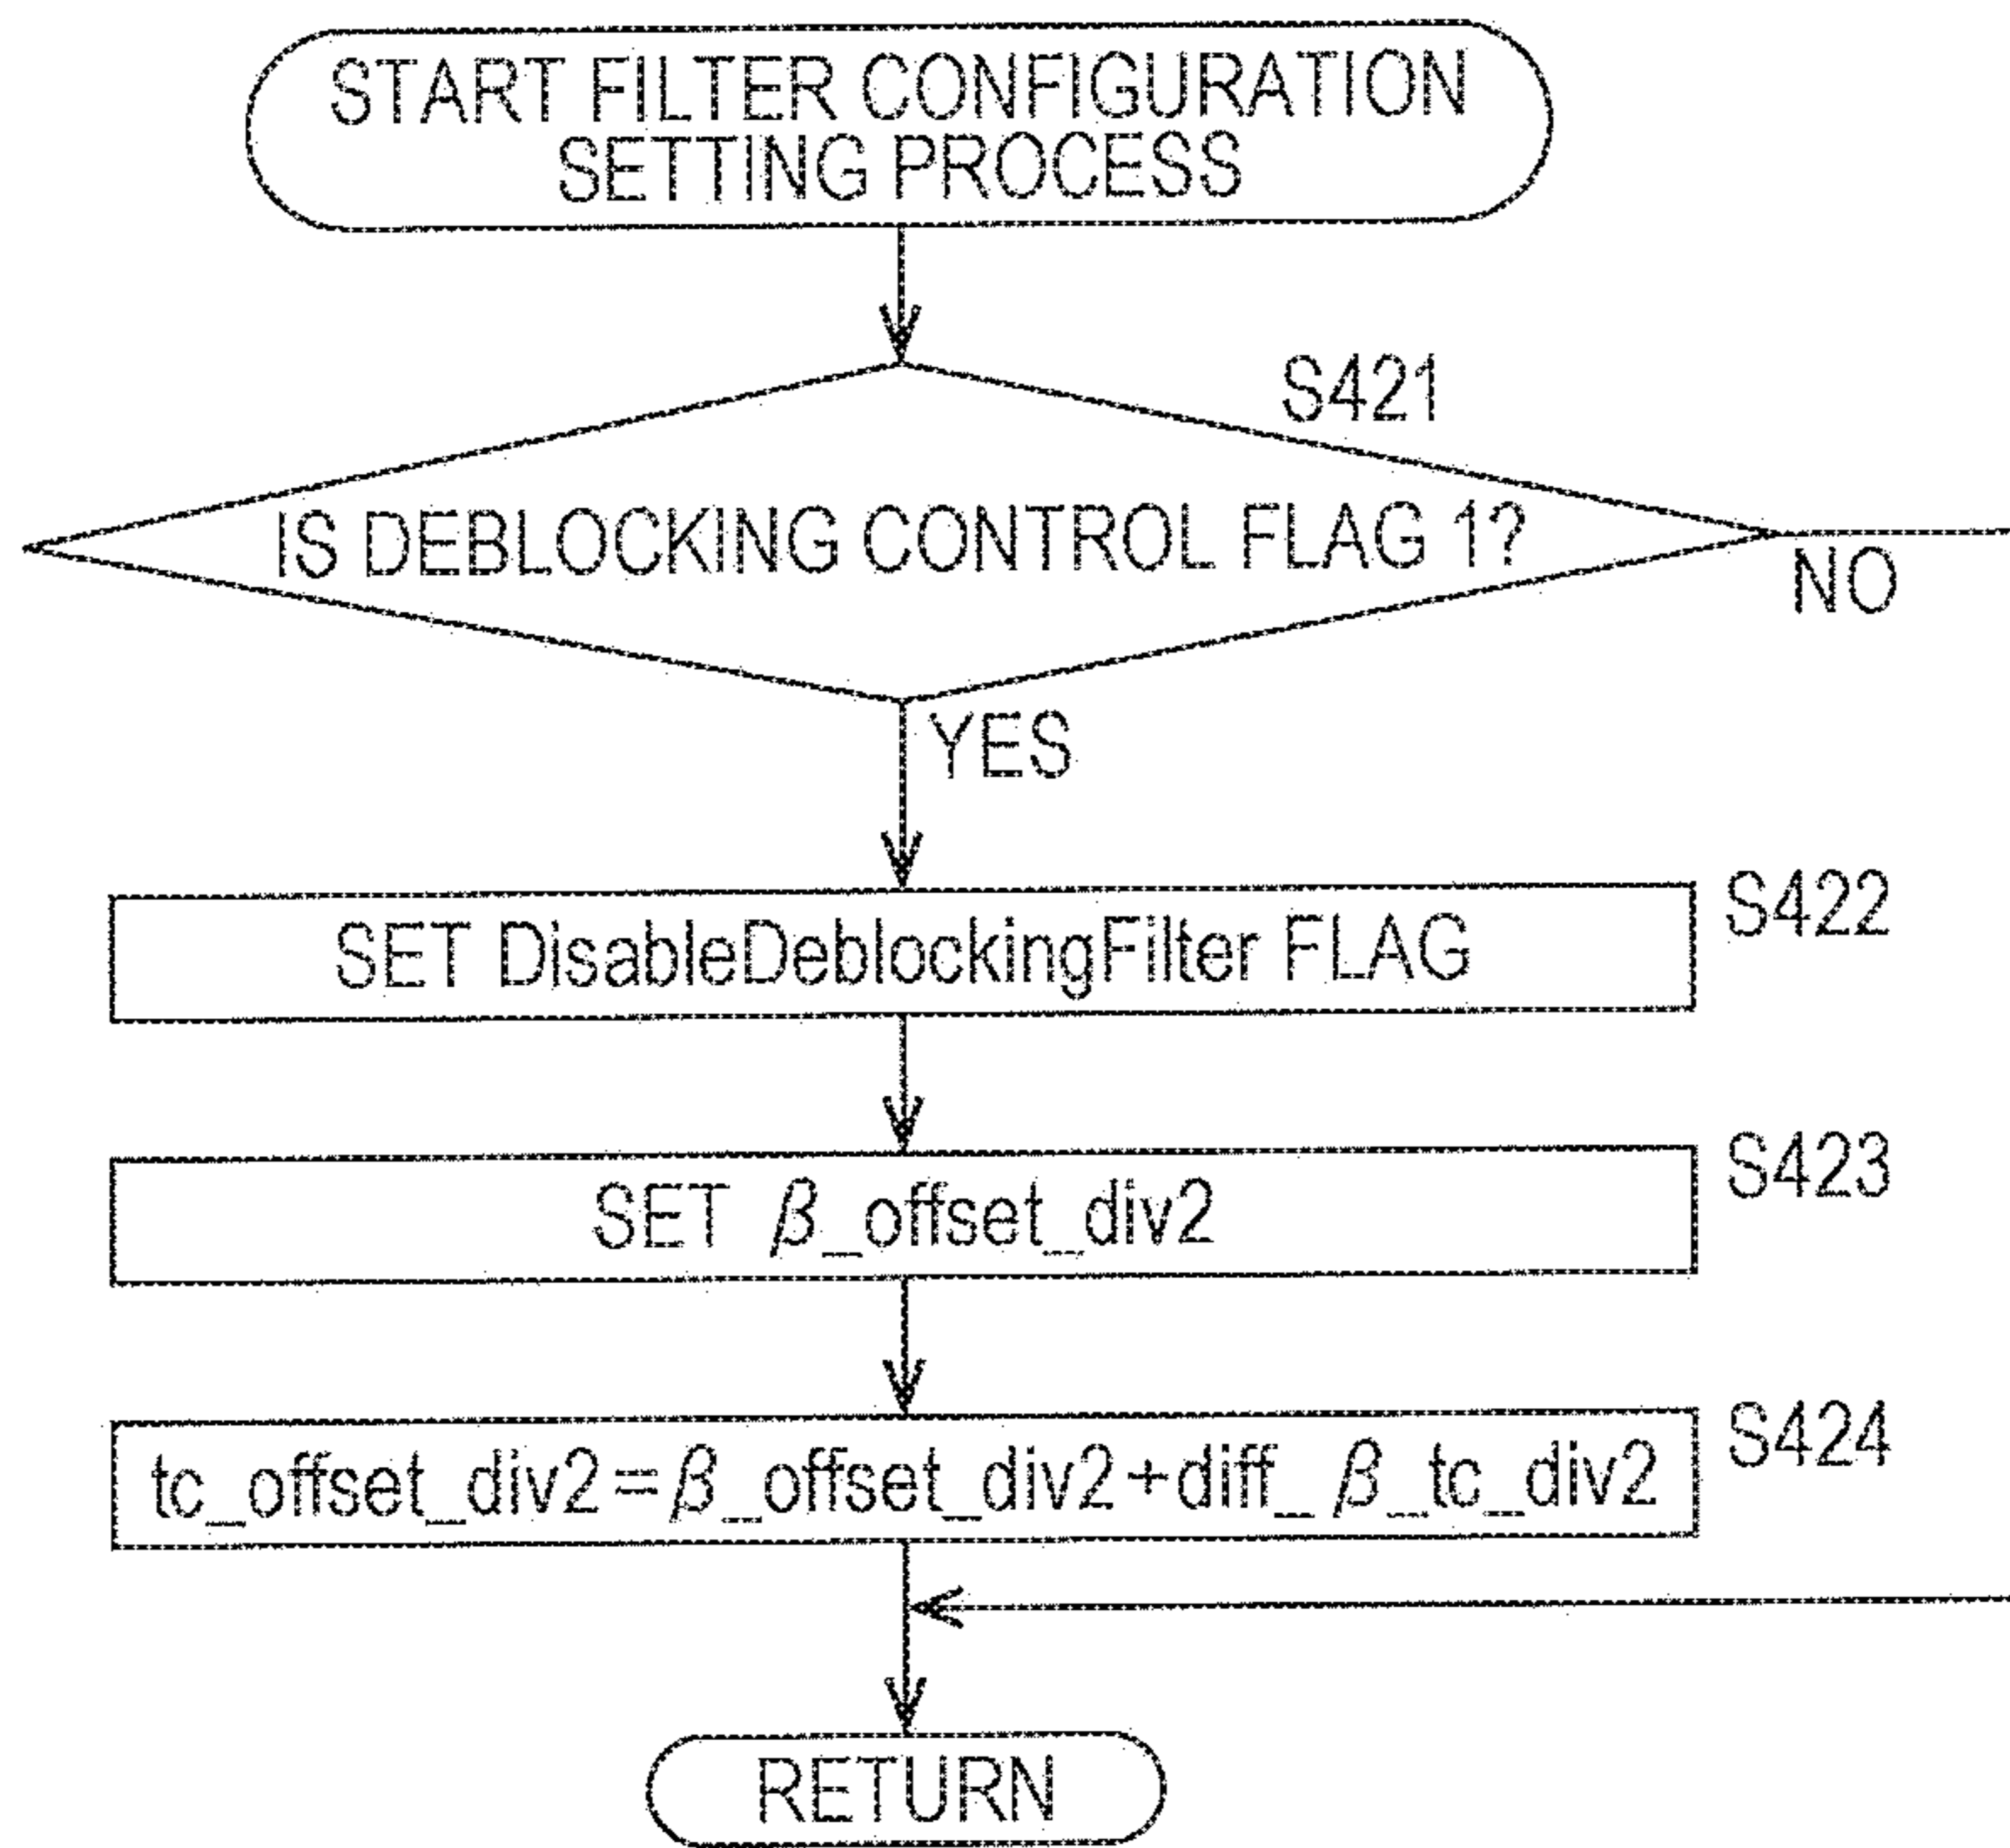 START FILTER CONFIGURATION
SETTING PROCESS
S421
IS DEBLOCKING CONTROL FLAG 1?
NO
YES
S422
SET DisableDeblockingFilter FLAG
S423
SET β_offset_div2
S424
tc_offset_div2=β_offset_div2+diff_β_tc_div2
RETURN